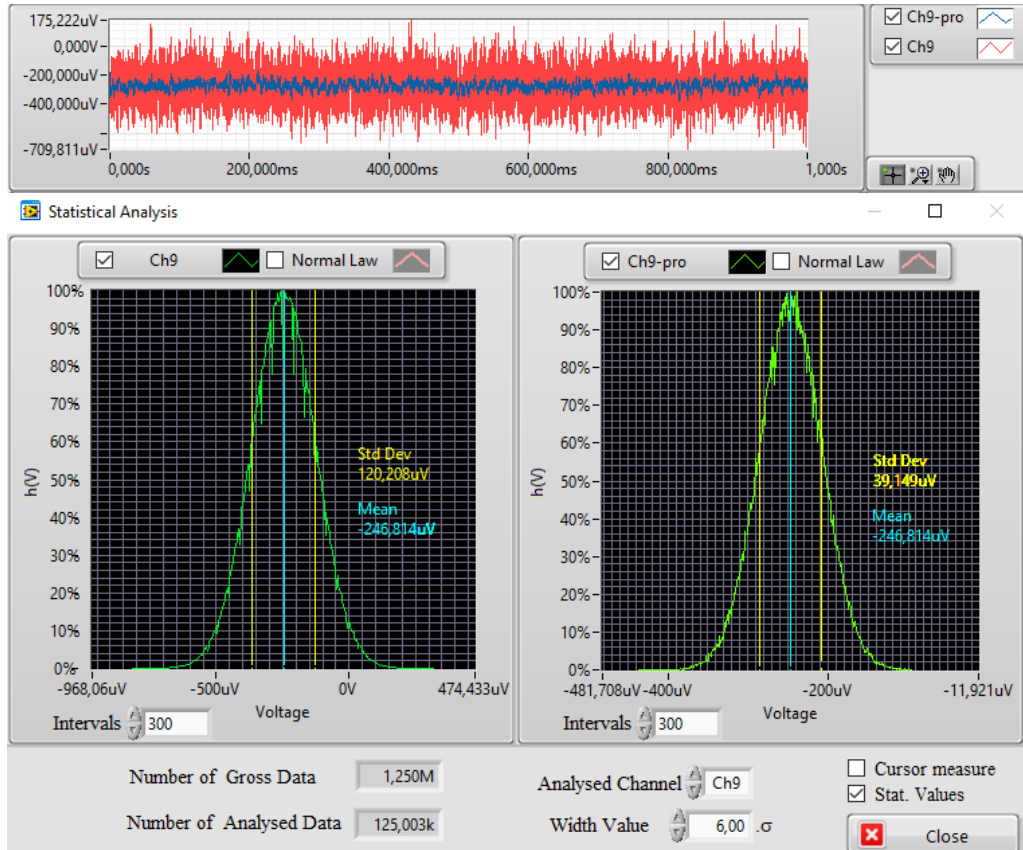 175,222uV
0,000V
-200,000uV
-400,000uV
-709,811uV
0,000s 200,000ms 400,000ms 600,000ms 800,000ms 1,000s
Ch9-pro
Ch9
Statistical Analysis
Ch9 Normal Law
100%
90%
80%
70%
60%
50%
40%
30%
20%
10%
0%
h(V)
Std Dev
120,208uV
Mean
-246,814uV
-968,06uV -500uV 0V 474,433uV
Voltage
Intervals 300
Ch9-pro Normal Law
100%
90%
80%
70%
60%
50%
40%
30%
20%
10%
0%
h(V)
Std Dev
39,149uV
Mean
-246,814uV
-481,708uV -400uV -200uV -11,921uV
Voltage
Intervals 300
Number of Gross Data 1,250M
Number of Analysed Data 125,003k
Analysed Channel Ch9
Width Value 6,00 .σ
Cursor measure
Stat. Values
Close